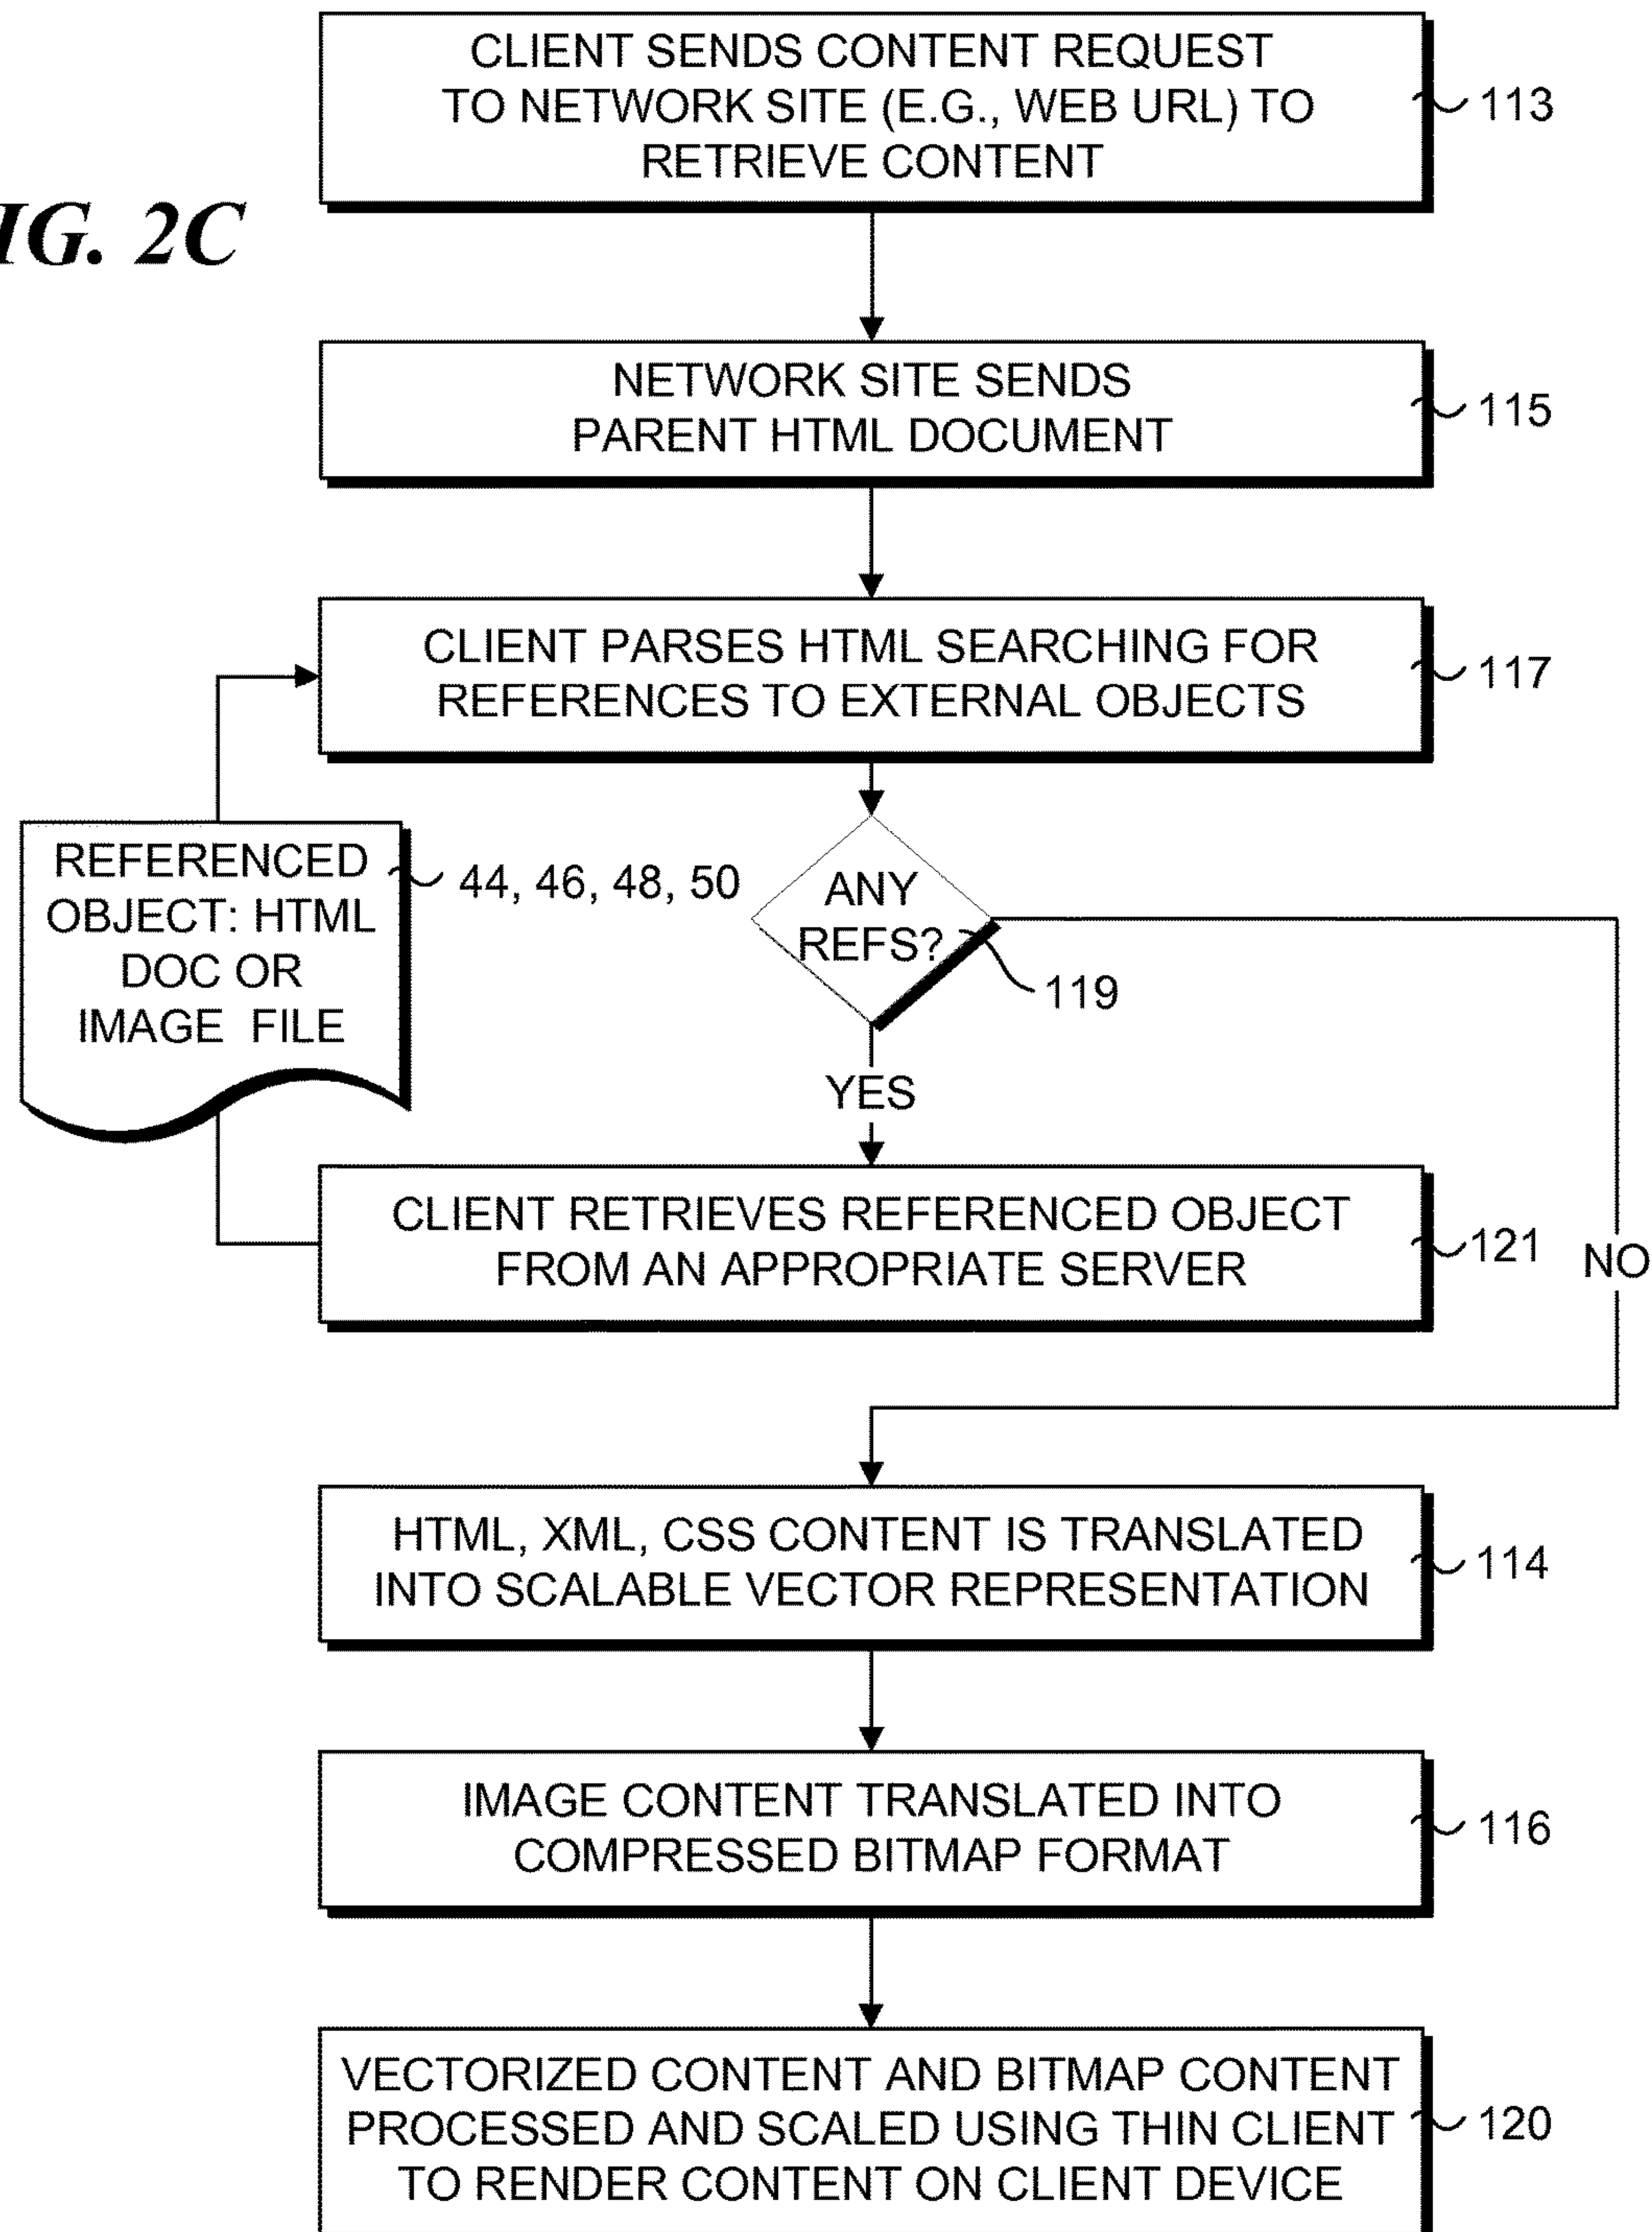 CLIENT SENDS CONTENT REQUEST
TO NETWORK SITE (E.G., WEB URL) TO
RETRIEVE CONTENT
113
IG. 2C
NETWORK SITE SENDS
PARENT HTML DOCUMENT
115
CLIENT PARSES HTML SEARCHING FOR
REFERENCES TO EXTERNAL OBJECTS
117
REFERENCED
OBJECT: HTML
DOC OR
IMAGE FILE
44, 46, 48, 50
ANY
REFS?
119
YES
CLIENT RETRIEVES REFERENCED OBJECT
FROM AN APPROPRIATE SERVER
121
NO
HTML, XML, CSS CONTENT IS TRANSLATED
INTO SCALABLE VECTOR REPRESENTATION
114
IMAGE CONTENT TRANSLATED INTO
COMPRESSED BITMAP FORMAT
116
VECTORIZED CONTENT AND BITMAP CONTENT
PROCESSED AND SCALED USING THIN CLIENT
TO RENDER CONTENT ON CLIENT DEVICE
120